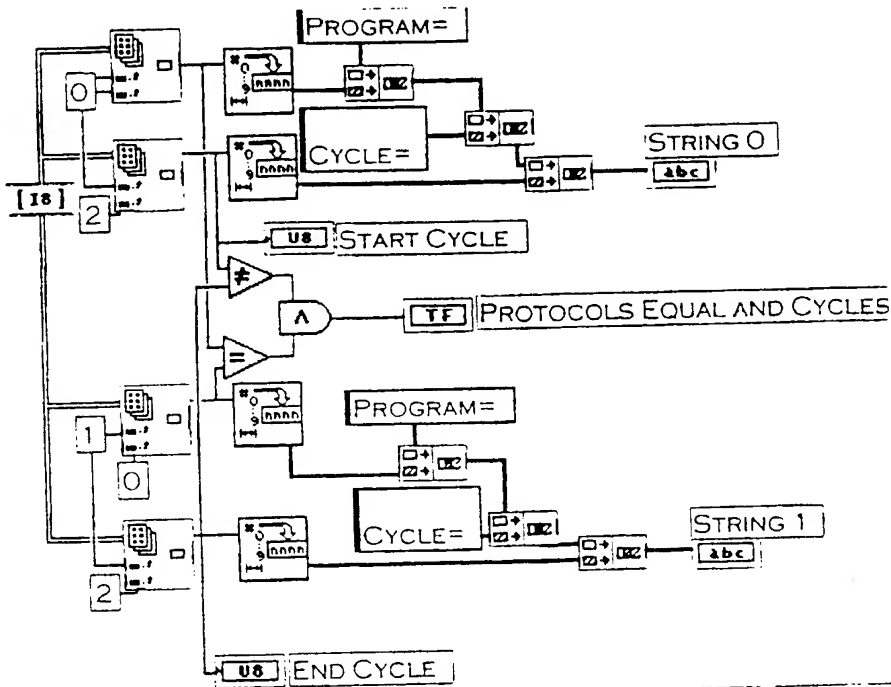 PROGRAM=
0
CYCLE=
STRING 0
abc
[I8]
2
U8 START CYCLE
≠
∧
TF PROTOCOLS EQUAL AND CYCLES
=
PROGRAM=
1
0
CYCLE=
STRING 1
abc
2
U8 END CYCLE